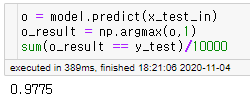 o = model.predict(x_test_in)
o_result = np.argmax(o,1)
sum(o_result == y_test)/10000
executed in 389ms, finished 18:21:06 2020-11-04
0.9775